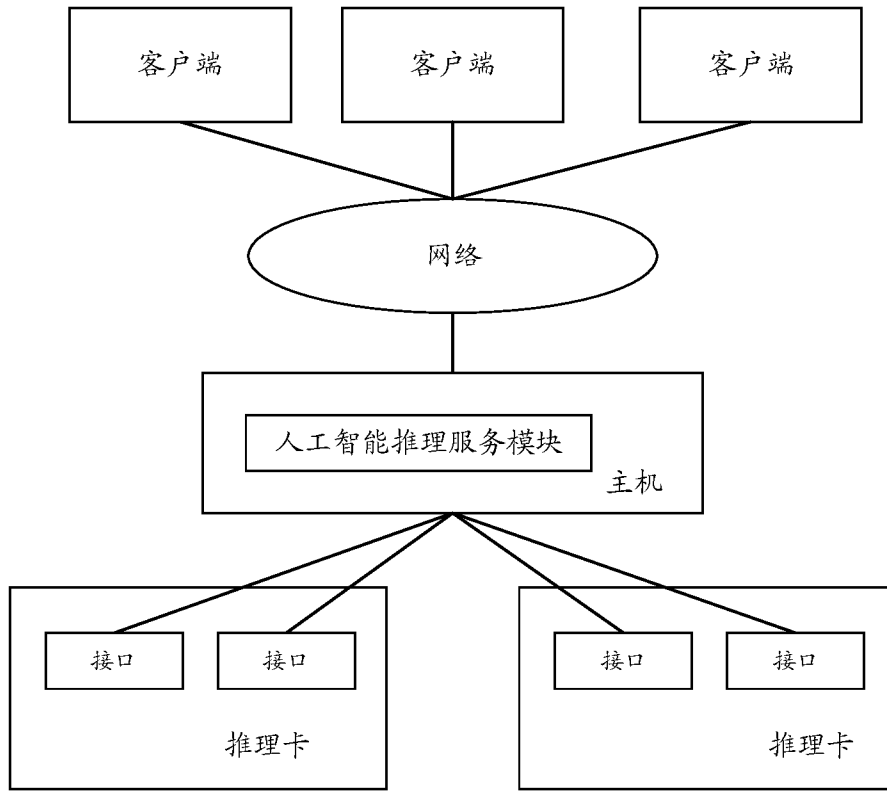 客户端
客户端
客户端
网络
人工智能推理服务模块
主机
接口
接口
接口
接口
推理卡
推理卡